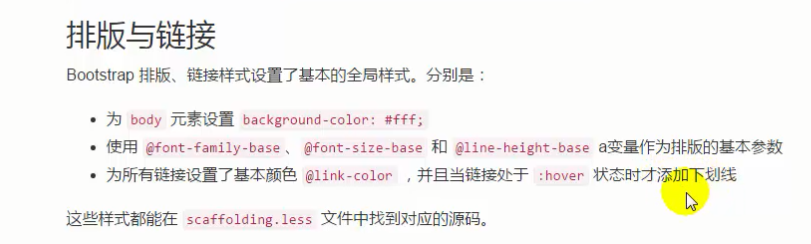 排版与链接
Bootstrap 排版、链接样式设置了基本的全局样式。分别是：
• 为 body 元素设置 background-color: #fff;
• 使用 @font-family-base、 @font-size-base 和 @line-height-base a变量作为排版的基本参数
• 为所有链接设置了基本颜色 @link-color ，并且当链接处于 :hover 状态时才添加下划线
这些样式都能在 scaffolding.less 文件中找到对应的源码。